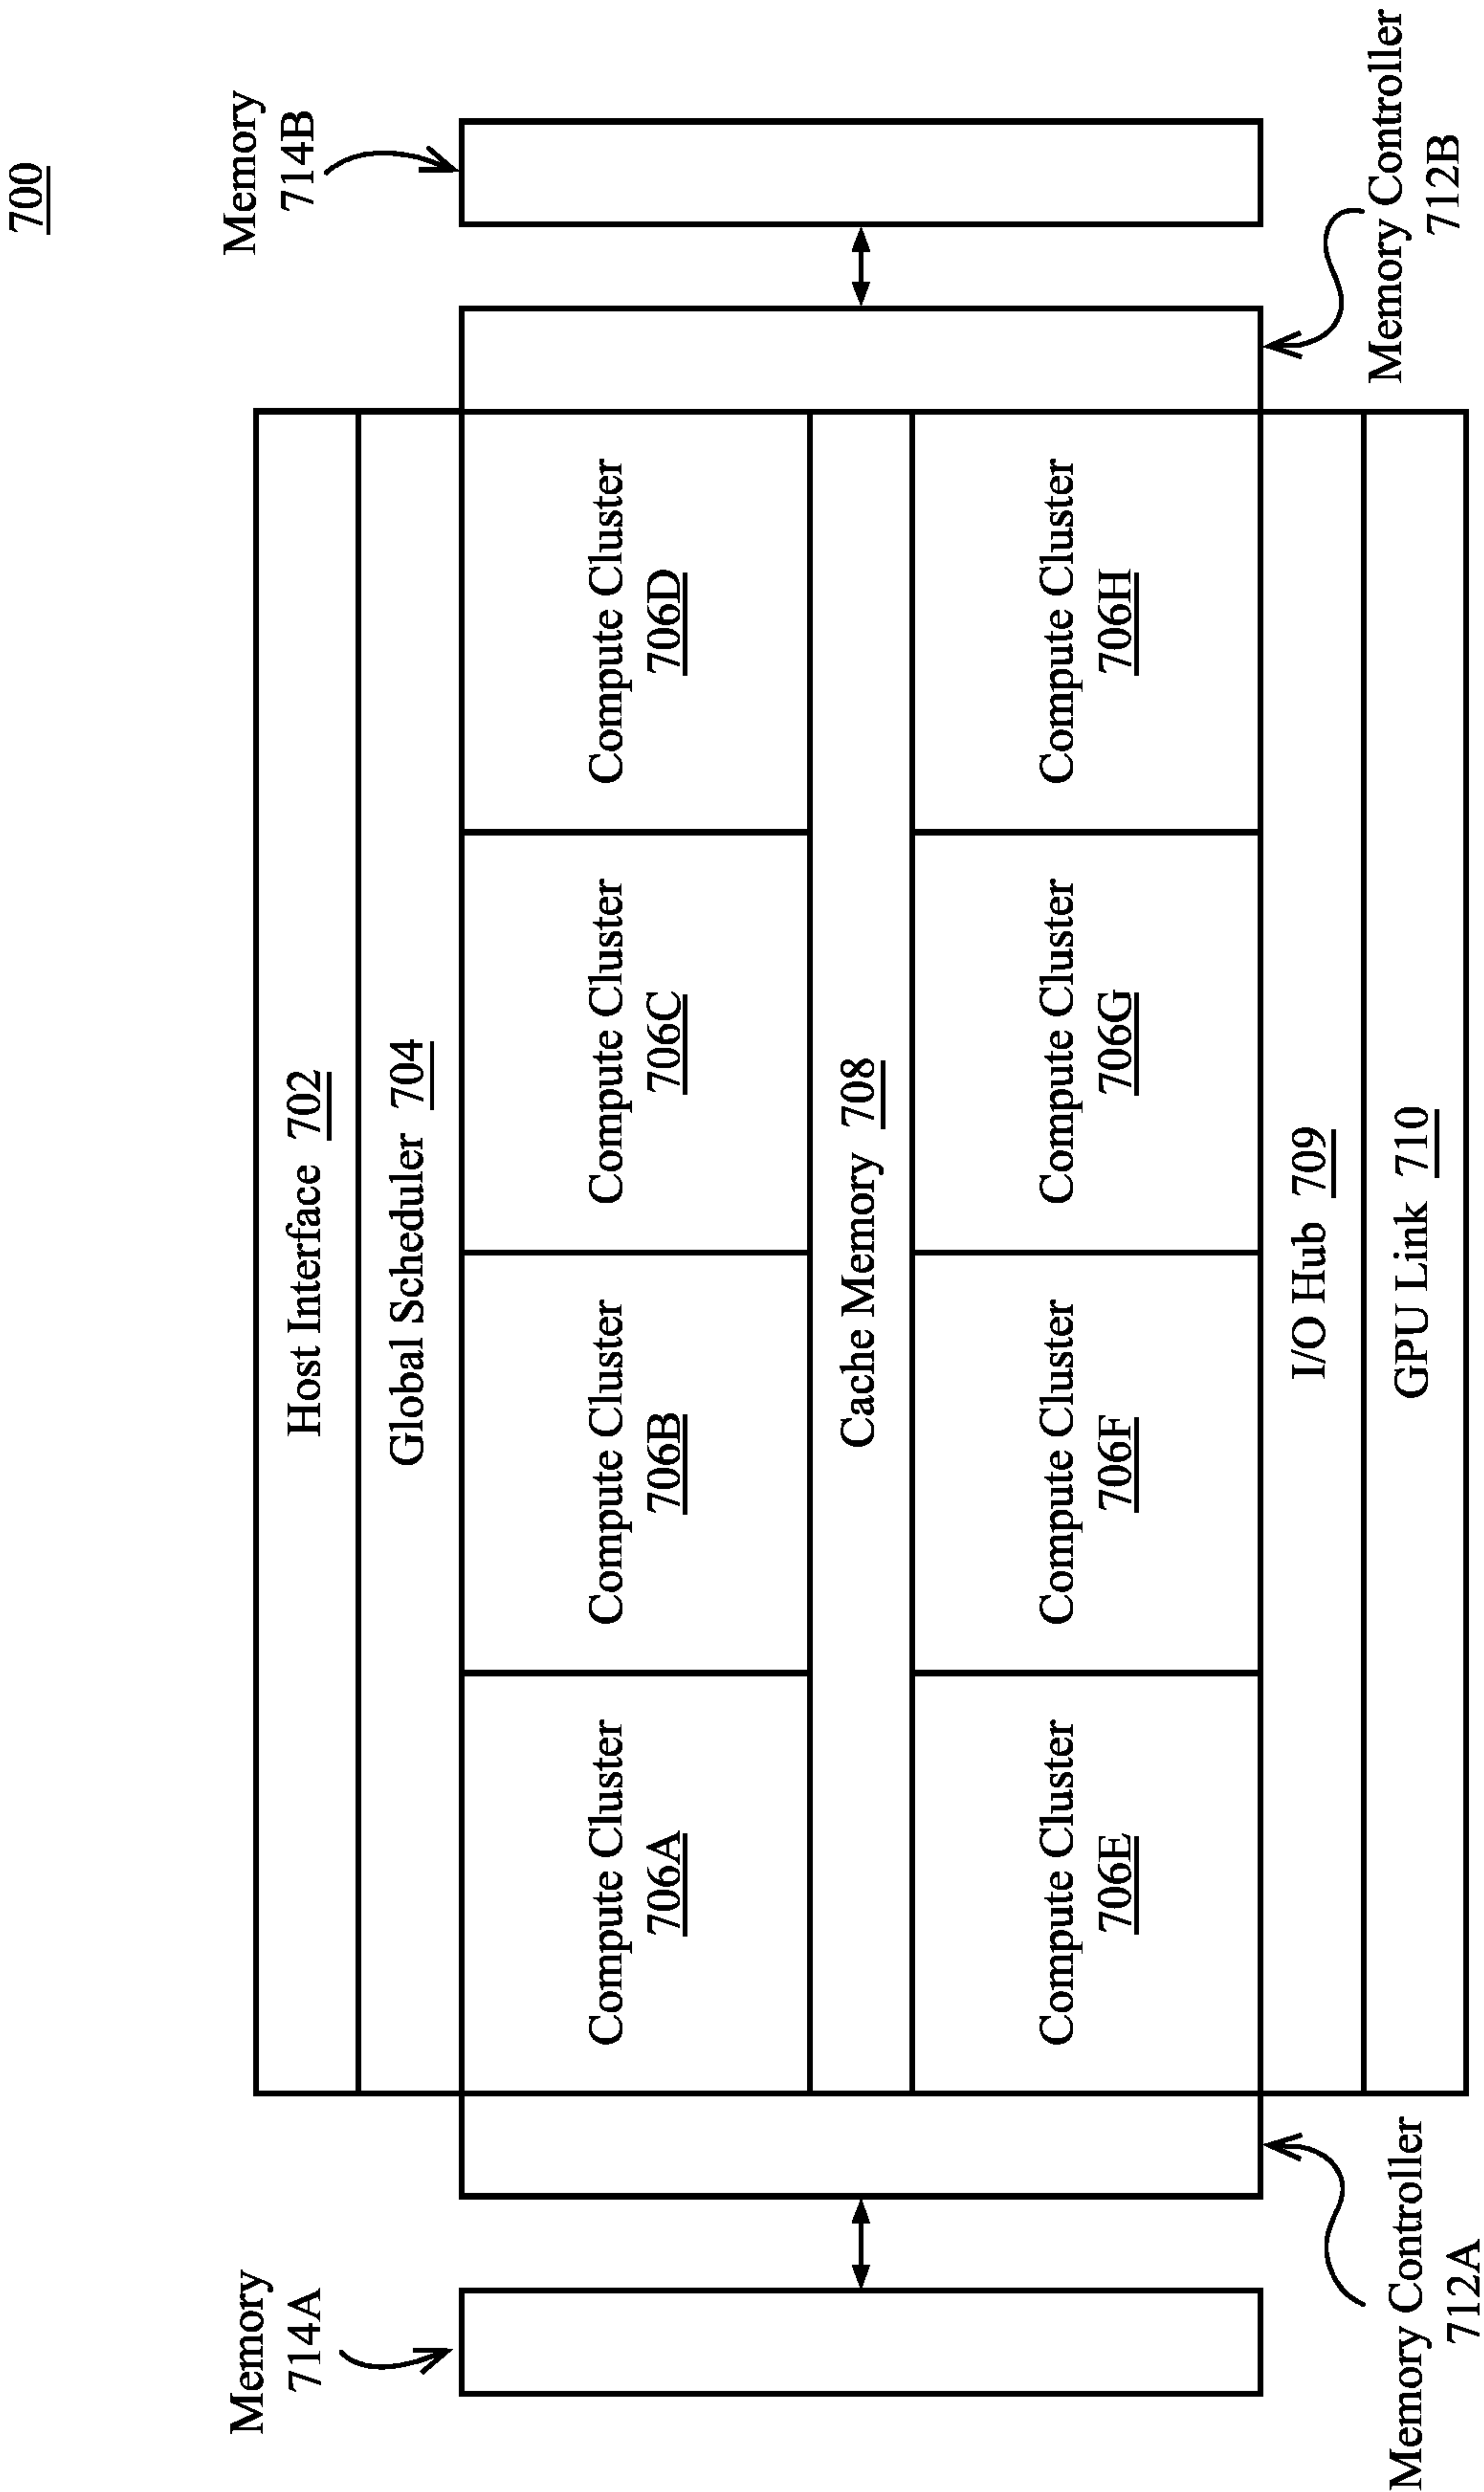 700
Memory
714A
Memory
714B
Host Interface 702
Global Scheduler 704
Compute Cluster
706A
Compute Cluster
706B
Compute Cluster
706C
Compute Cluster
706D
Cache Memory 708
Compute Cluster
706E
Compute Cluster
706F
Compute Cluster
706G
Compute Cluster
706H
I/O Hub 709
GPU Link 710
Memory Controller
712A
Memory Controller
712B